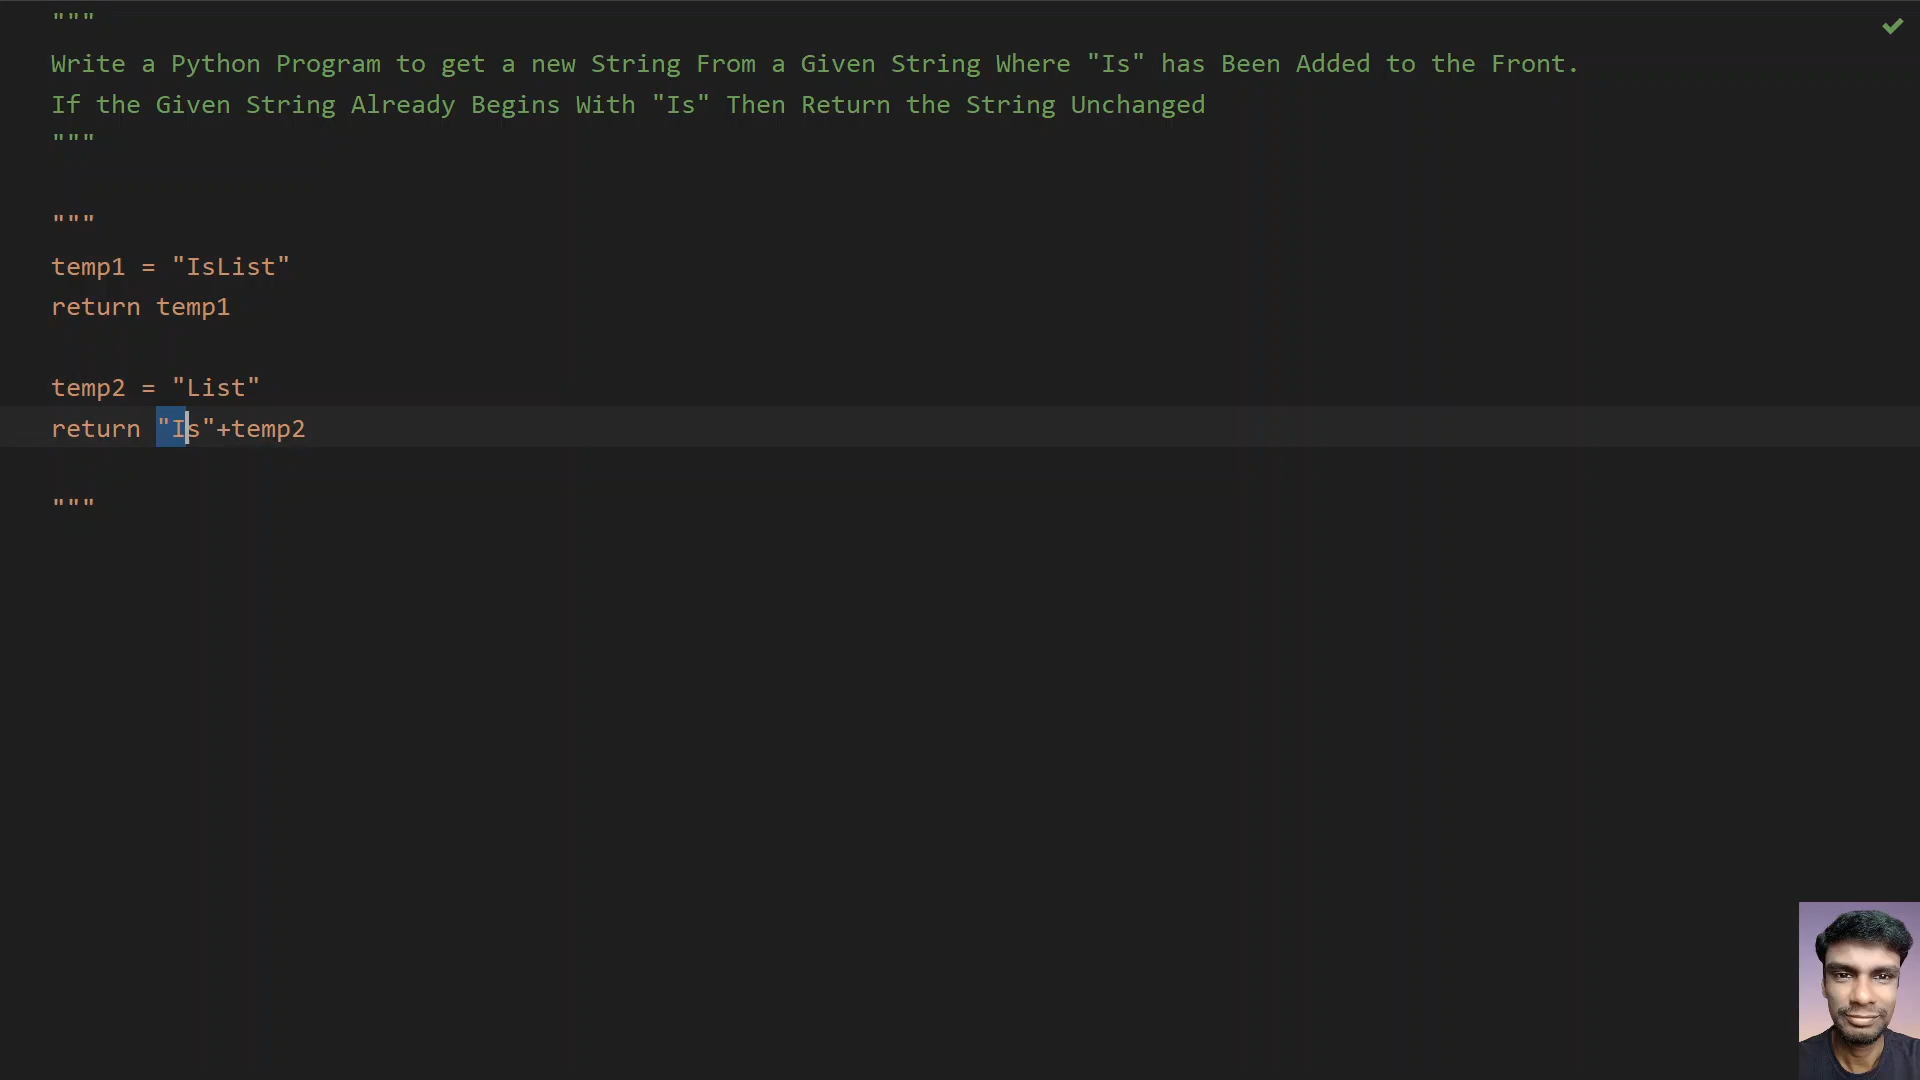 """
Write a Python Program to get a new String From a Given String Where "Is" has Been Added to the Front.
If the Given String Already Begins With "Is" Then Return the String Unchanged
"""
"""
temp1 = "IsList"
return temp1
temp2 = "List"
return "Is"+temp2
"""